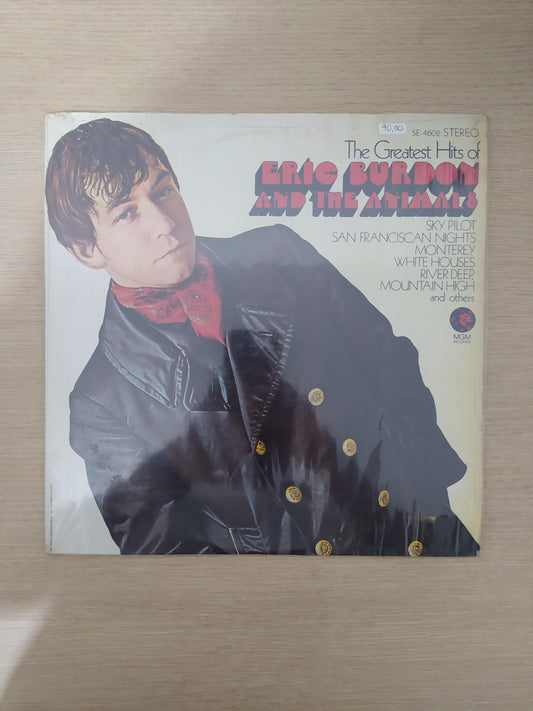 90,00
SE-4602 STEREO
The Greatest Hits of
ERIC BURDON
AND THE ANIMALS
SKY PILOT
SAN FRANCISCAN NIGHTS
MONTEREY
WHITE HOUSES
RIVER DEEP,
MOUNTAIN HIGH
and others
MGM
RECORDS